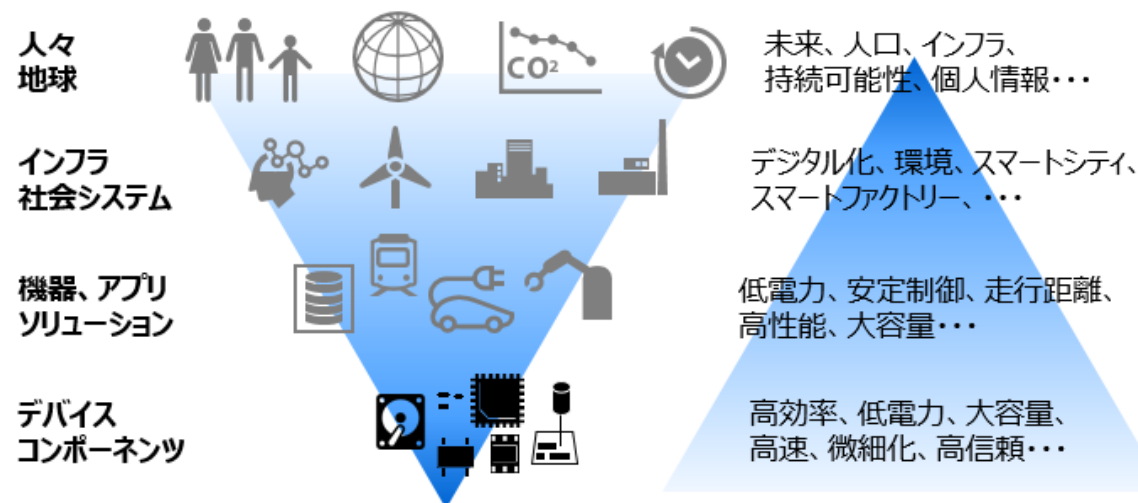 人々
地球
CO²
未来、人口、インフラ、
持続可能性、個人情報・・・
インフラ
社会システム
デジタル化、環境、スマートシティ、
スマートファクトリー、・・・
機器、アプリ
ソリューション
低電力、安定制御、走行距離、
高性能、大容量・・・
デバイス
コンポーネンツ
高効率、低電力、大容量、
高速、微細化、高信頼・・・